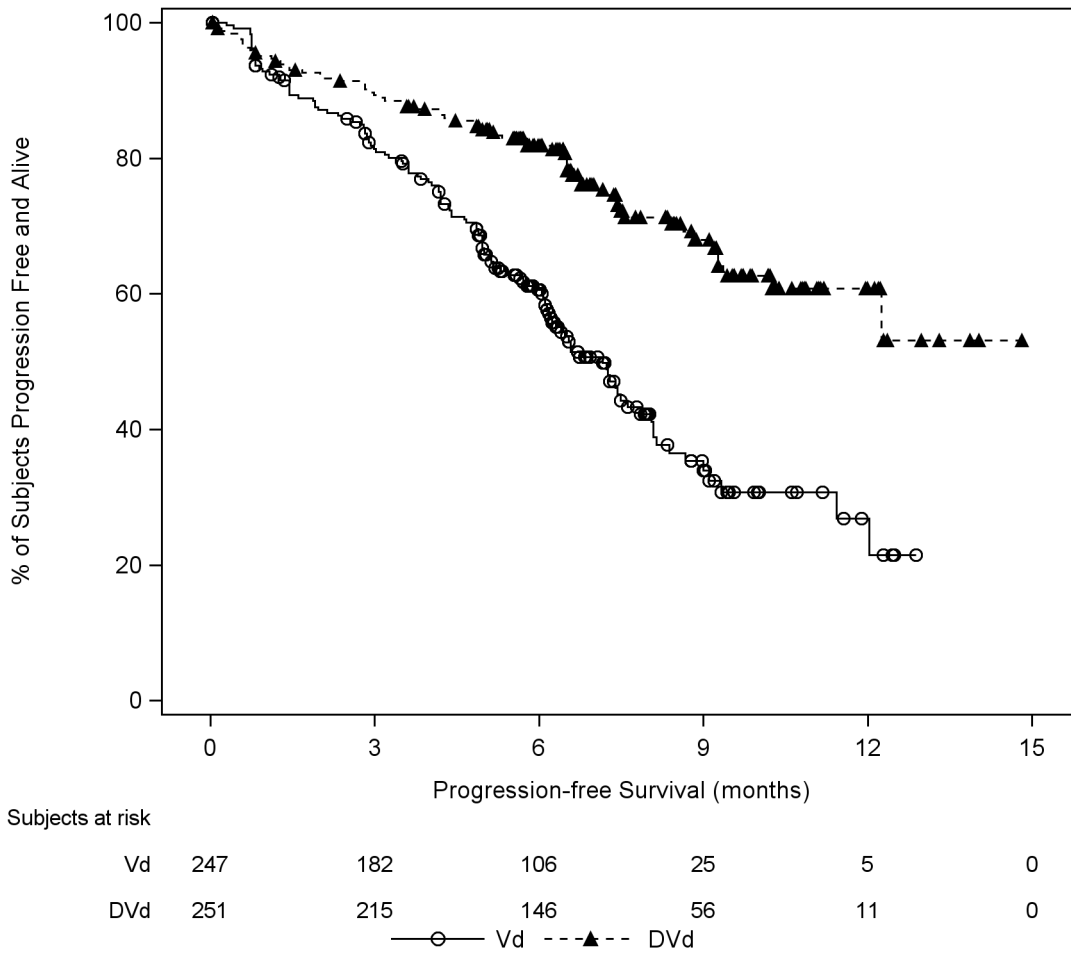 % of Subjects Progression Free and Alive
100
80
60
40
20
0
0 3 6 9 12 15
Progression-free Survival (months)
Subjects at risk
Vd 247 182 106 25 5 0
DVd 251 215 146 56 11 0
Vd DVd